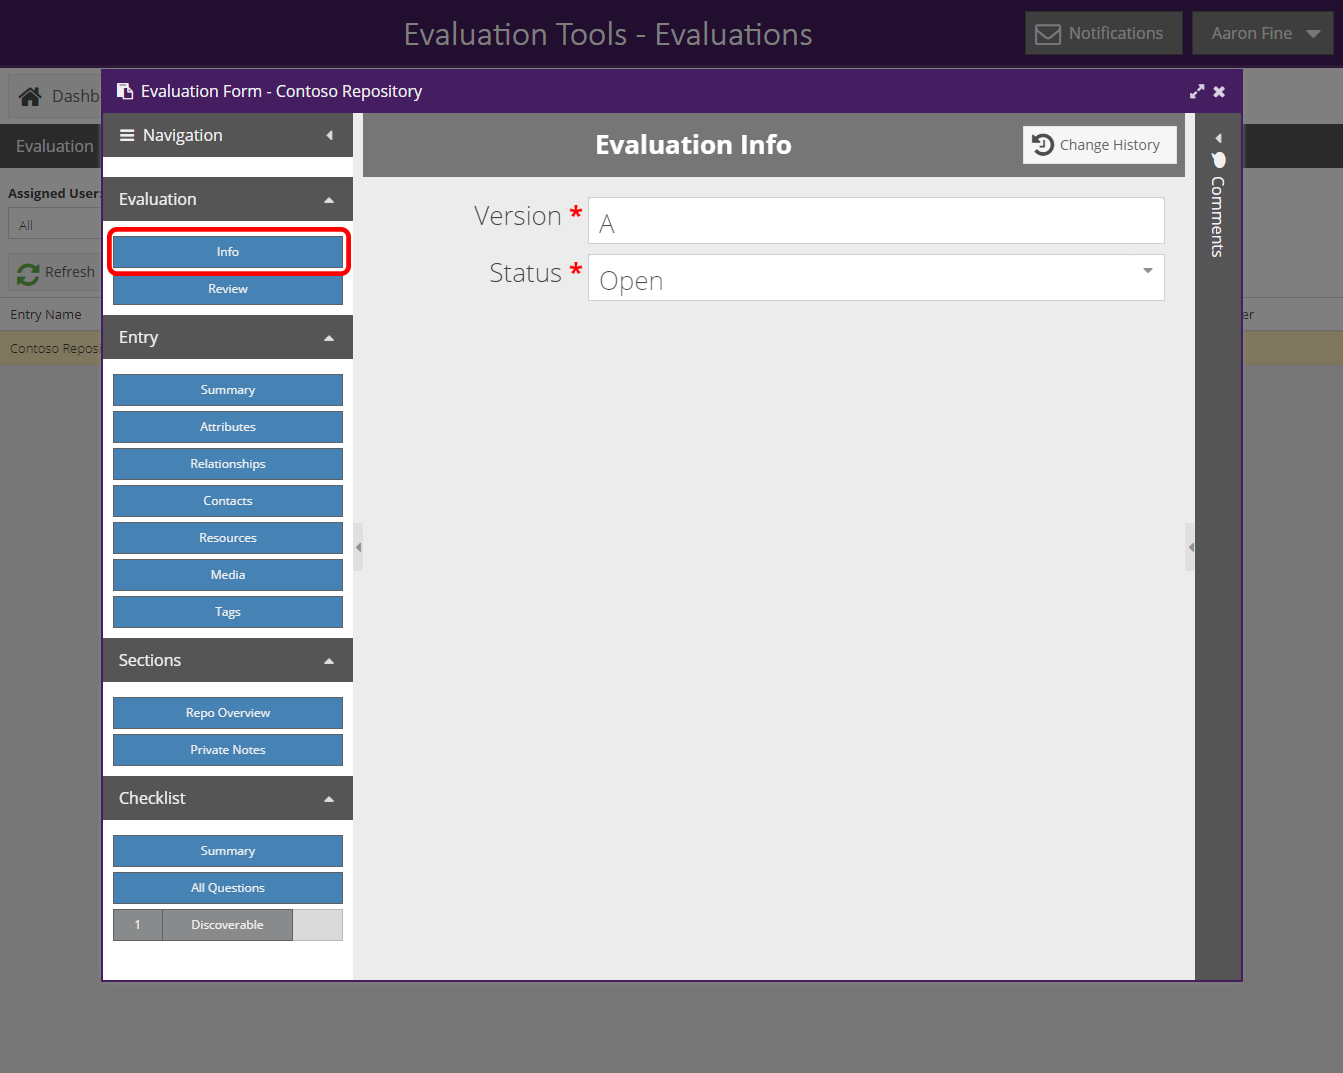 Evaluation Tools - Evaluations
Notifications
Aaron Fine
Dashb
Evaluation
Assigned User:
All
Refresh
Entry Name
er
Contoso Repos
Evaluation Form - Contoso Repository
Navigation
Evaluation
Info
Review
Entry
Summary
Attributes
Relationships
Contacts
Resources
Media
Tags
Sections
Repo Overview
Private Notes
Checklist
Summary
All Questions
1 Discoverable
Evaluation Info
Change History
Version *
A
Status *
Open
Comments